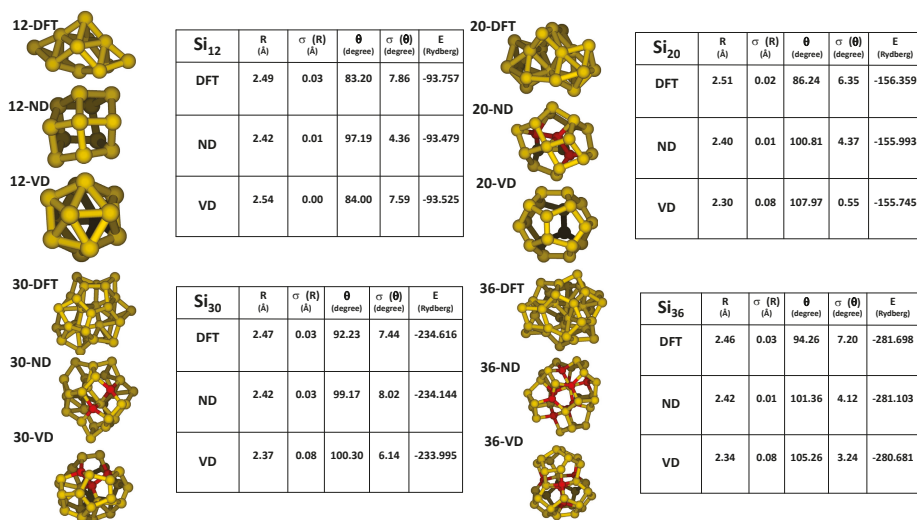 12-DFT
12-ND
12-VD
Si12 R (Å) σ (R) (Å) θ (degree) σ (θ) (degree) E (Rydberg)
DFT 2.49 0.03 83.20 7.86 -93.757
ND 2.42 0.01 97.19 4.36 -93.479
VD 2.54 0.00 84.00 7.59 -93.525
20-DFT
20-ND
20-VD
Si20 R (Å) σ (R) (Å) θ (degree) σ (θ) (degree) E (Rydberg)
DFT 2.51 0.02 86.24 6.35 -156.359
ND 2.40 0.01 100.81 4.37 -155.993
VD 2.30 0.08 107.97 0.55 -155.745
30-DFT
30-ND
30-VD
Si30 R (Å) σ (R) (Å) θ (degree) σ (θ) (degree) E (Rydberg)
DFT 2.47 0.03 92.23 7.44 -234.616
ND 2.42 0.03 99.17 8.02 -234.144
VD 2.37 0.08 100.30 6.14 -233.995
36-DFT
36-ND
36-VD
Si36 R (Å) σ (R) (Å) θ (degree) σ (θ) (degree) E (Rydberg)
DFT 2.46 0.03 94.26 7.20 -281.698
ND 2.42 0.01 101.36 4.12 -281.103
VD 2.34 0.08 105.26 3.24 -280.681